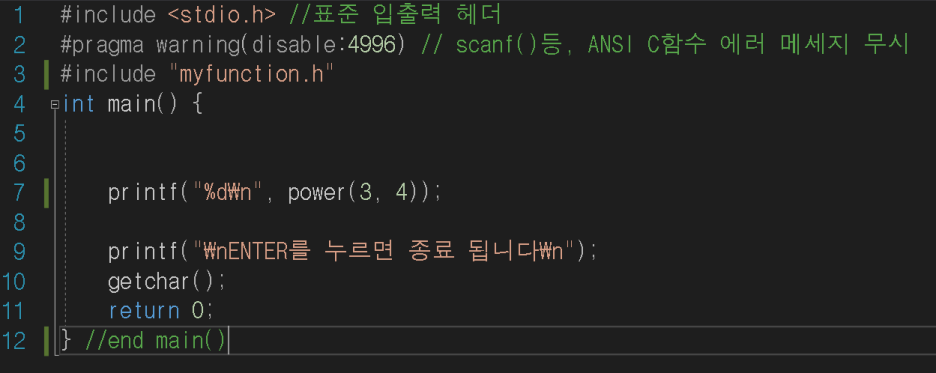 1 #include <stdio.h> //표준 입출력 헤더
2 #pragma warning(disable:4996) // scanf()등, ANSI C함수 에러 메세지 무시
3 #include "myfunction.h"
4 int main() {
5
6
7 printf("%d₩n", power(3, 4));
8
9 printf("₩nENTER를 누르면 종료 됩니다₩n");
10 getchar();
11 return 0;
12 } //end main()